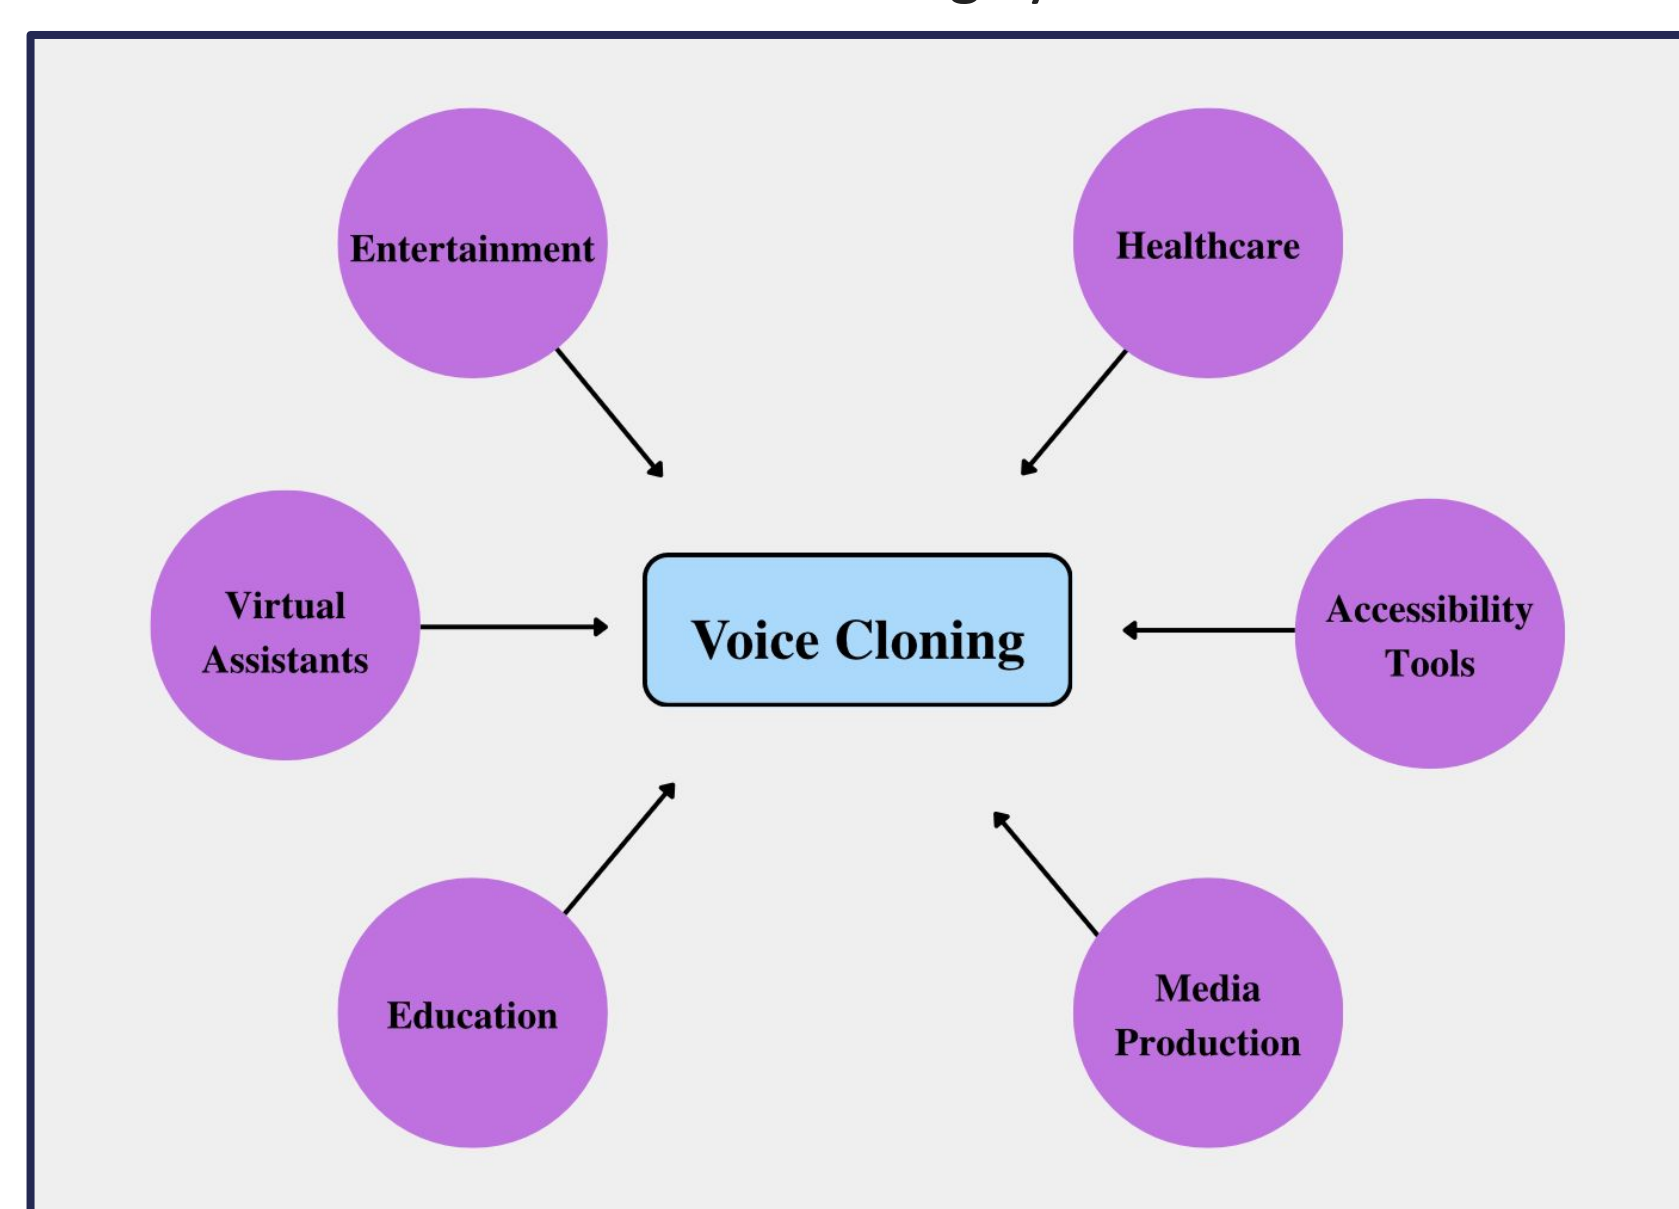 Entertainment
Healthcare
Virtual
Assistants
Voice Cloning
Accessibility
Tools
Education
Media
Production